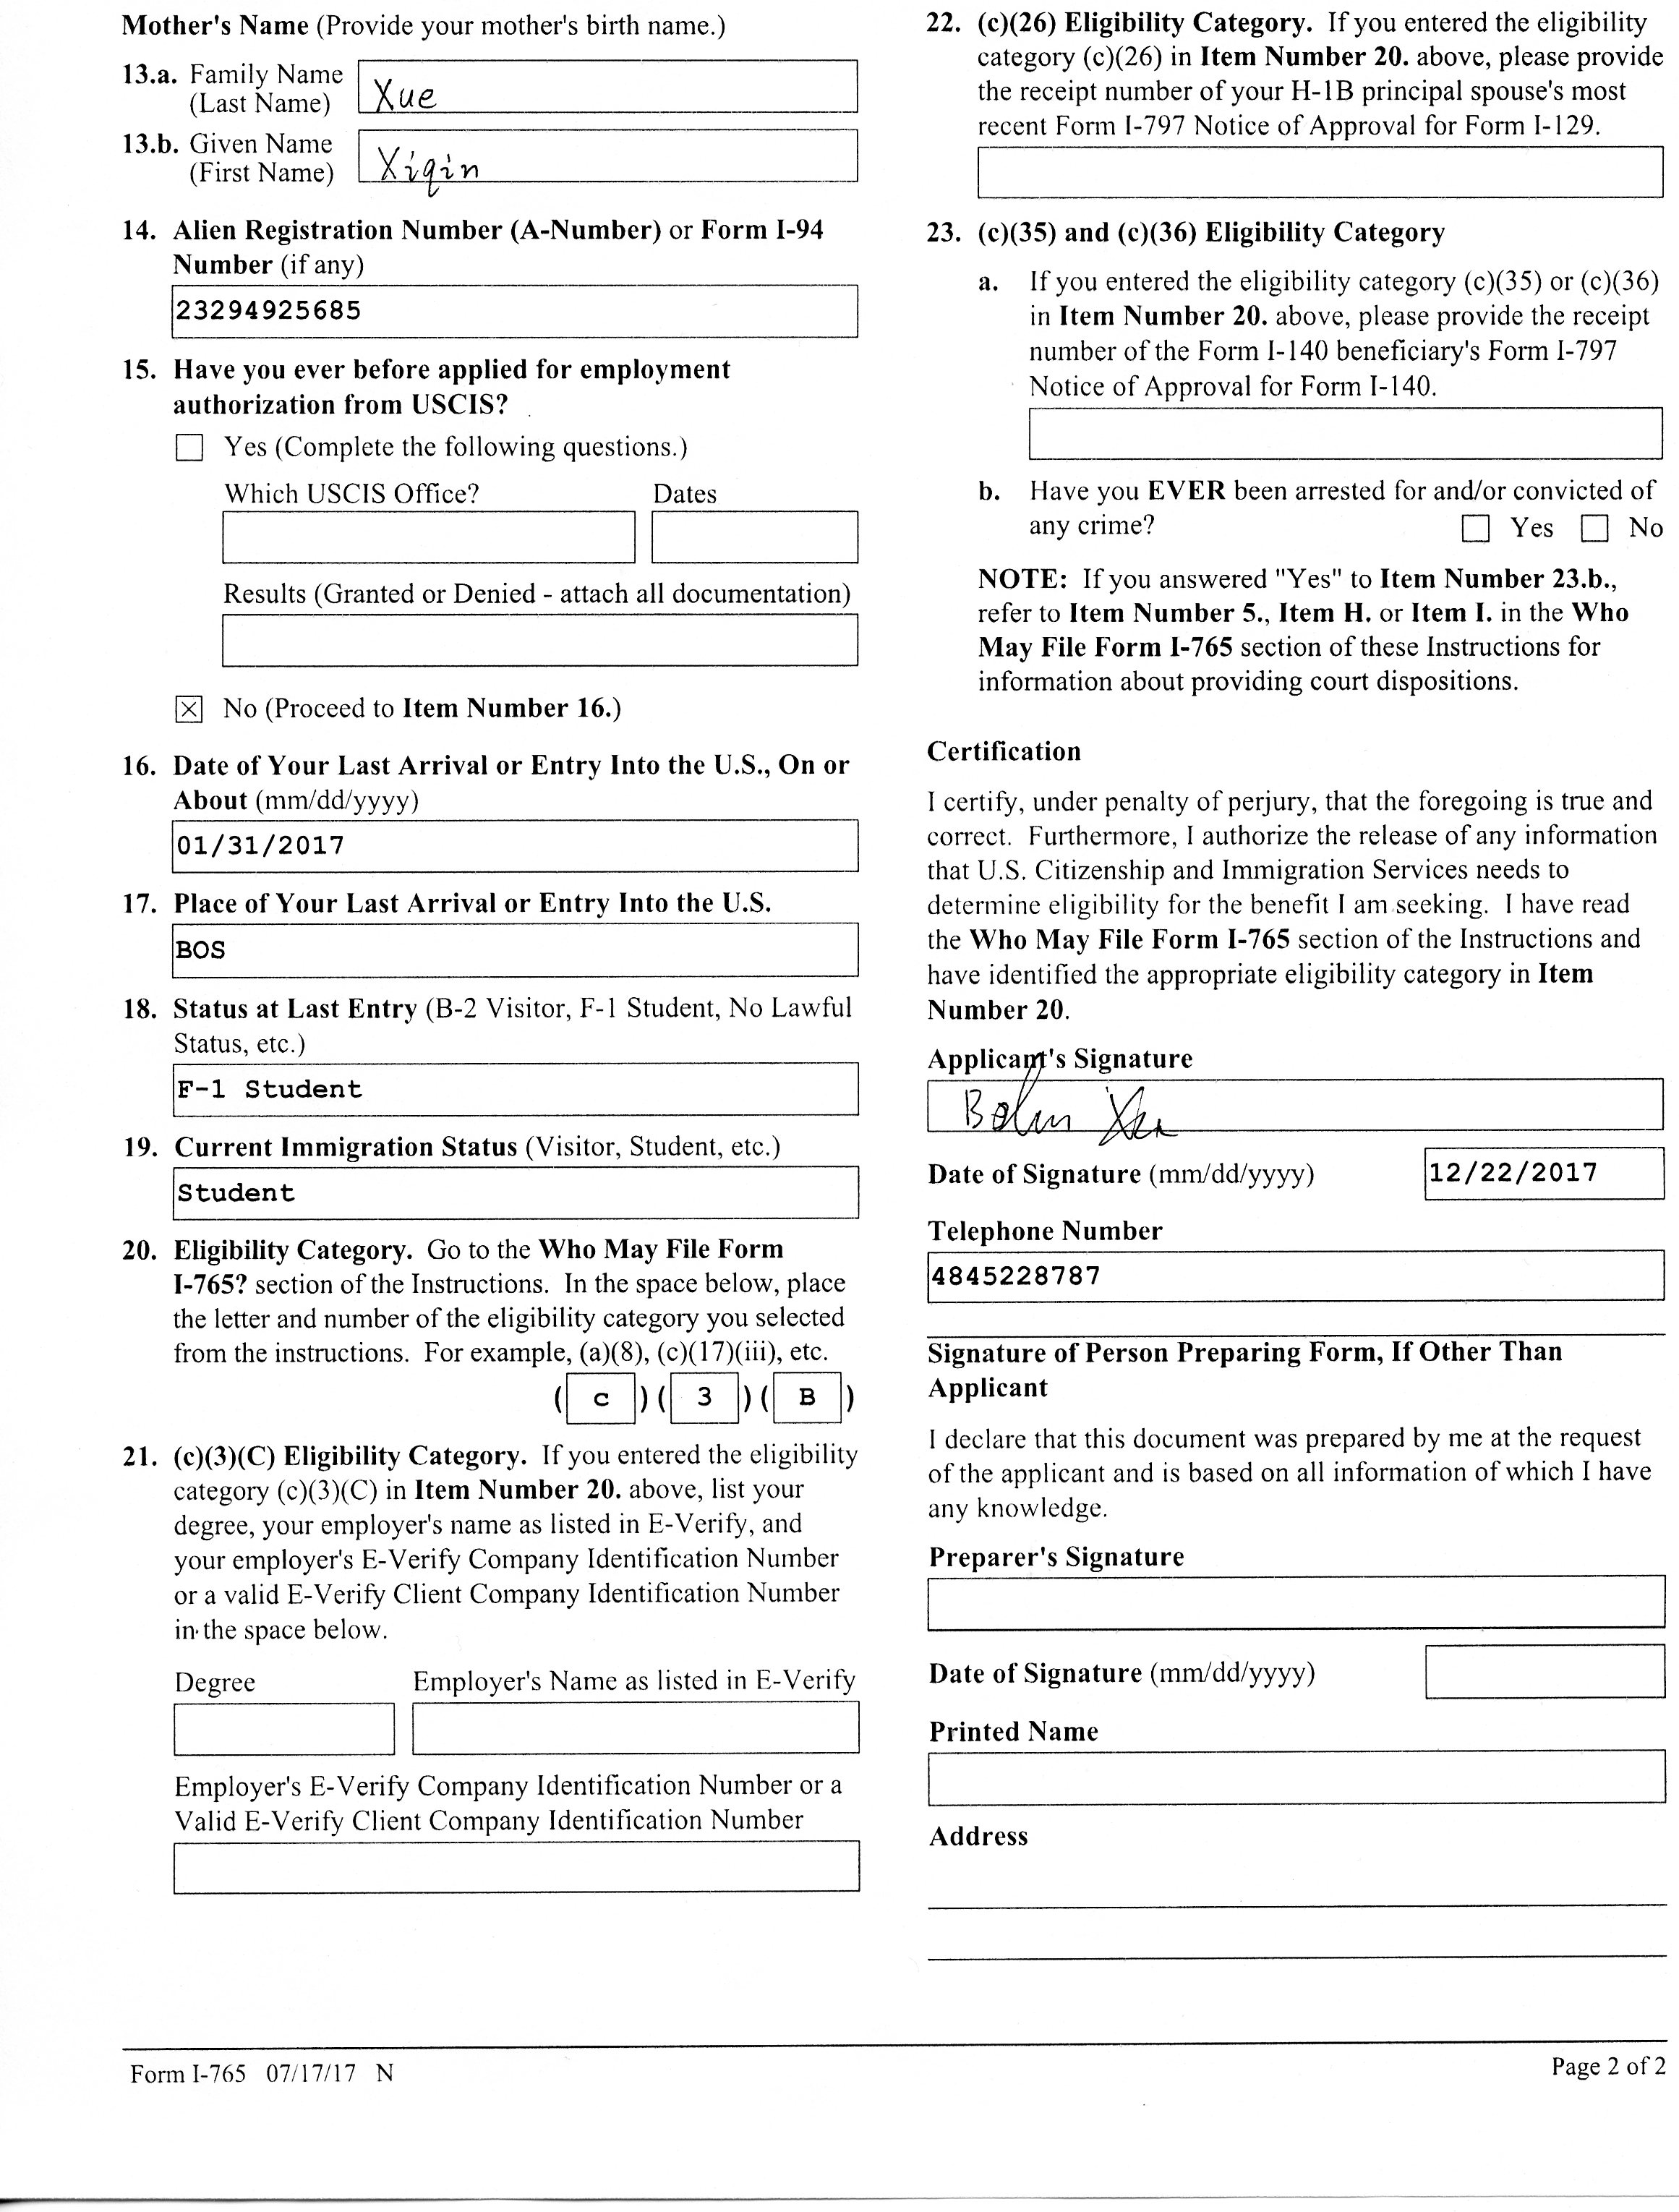 Mother's Name (Provide your mother's birth name.)
13.a. Family Name
(Last Name)
Xue
13.b. Given Name
(First Name)
Xiqin
14. Alien Registration Number (A-Number) or Form I-94
Number (if any)
23294925685
15. Have you ever before applied for employment
authorization from USCIS?
Yes (Complete the following questions.)
Which USCIS Office? Dates
Results (Granted or Denied - attach all documentation)
No (Proceed to Item Number 16.)
16. Date of Your Last Arrival or Entry Into the U.S., On or
About (mm/dd/yyyy)
01/31/2017
17. Place of Your Last Arrival or Entry Into the U.S.
BOS
18. Status at Last Entry (B-2 Visitor, F-1 Student, No Lawful
Status, etc.)
F-1 Student
19. Current Immigration Status (Visitor, Student, etc.)
Student
20. Eligibility Category. Go to the Who May File Form
I-765? section of the Instructions. In the space below, place
the letter and number of the eligibility category you selected
from the instructions. For example, (a)(8), (c)(17)(iii), etc.
( c ) ( 3 ) ( B )
21. (c)(3)(C) Eligibility Category. If you entered the eligibility
category (c)(3)(C) in Item Number 20. above, list your
degree, your employer's name as listed in E-Verify, and
your employer's E-Verify Company Identification Number
or a valid E-Verify Client Company Identification Number
in the space below.
Degree Employer's Name as listed in E-Verify
Employer's E-Verify Company Identification Number or a
Valid E-Verify Client Company Identification Number
22. (c)(26) Eligibility Category. If you entered the eligibility
category (c)(26) in Item Number 20. above, please provide
the receipt number of your H-1B principal spouse's most
recent Form I-797 Notice of Approval for Form I-129.
23. (c)(35) and (c)(36) Eligibility Category
a. If you entered the eligibility category (c)(35) or (c)(36)
in Item Number 20. above, please provide the receipt
number of the Form I-140 beneficiary's Form I-797
Notice of Approval for Form I-140.
b. Have you EVER been arrested for and/or convicted of
any crime? Yes No
NOTE: If you answered "Yes" to Item Number 23.b.,
refer to Item Number 5., Item H. or Item I. in the Who
May File Form I-765 section of these Instructions for
information about providing court dispositions.
Certification
I certify, under penalty of perjury, that the foregoing is true and
correct. Furthermore, I authorize the release of any information
that U.S. Citizenship and Immigration Services needs to
determine eligibility for the benefit I am seeking. I have read
the Who May File Form I-765 section of the Instructions and
have identified the appropriate eligibility category in Item
Number 20.
Applicant's Signature
Date of Signature (mm/dd/yyyy) 12/22/2017
Telephone Number
4845228787
Signature of Person Preparing Form, If Other Than
Applicant
I declare that this document was prepared by me at the request
of the applicant and is based on all information of which I have
any knowledge.
Preparer's Signature
Date of Signature (mm/dd/yyyy)
Printed Name
Address
Form I-765 07/17/17 N Page 2 of 2